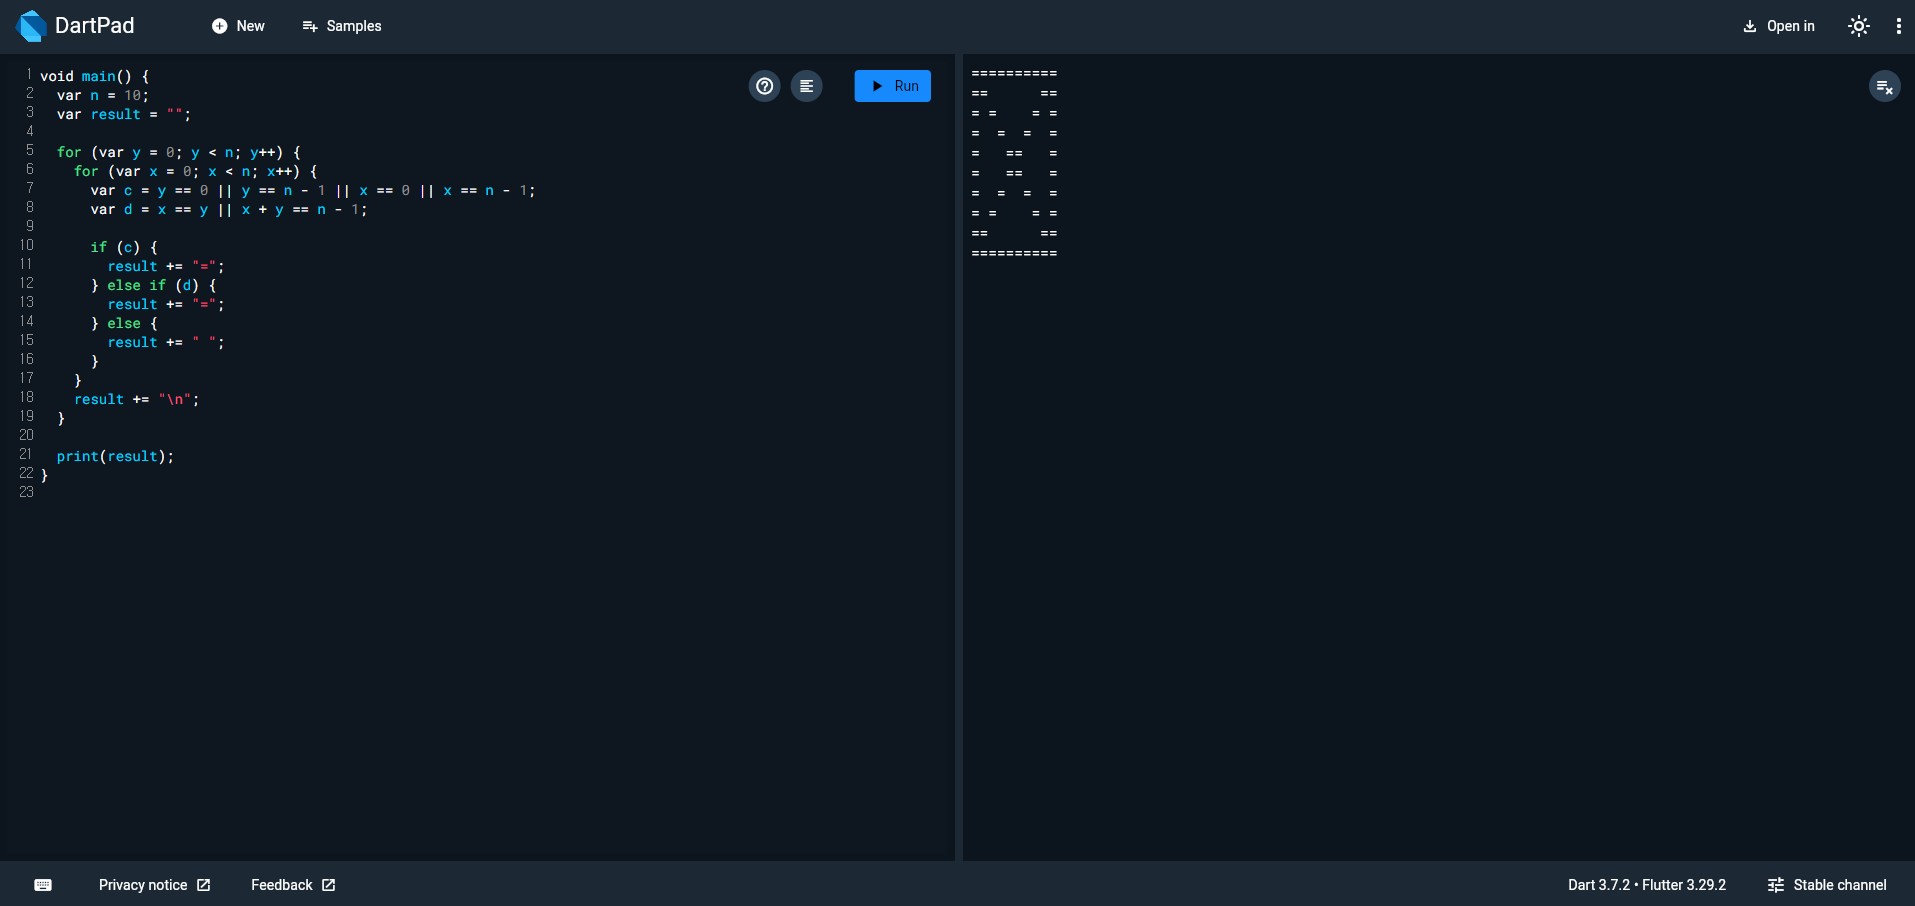 DartPad New Samples Open in
1 void main() {
2   var n = 10;
3   var result = "";
4
5   for (var y = 0; y < n; y++) {
6     for (var x = 0; x < n; x++) {
7       var c = y == 0 || y == n - 1 || x == 0 || x == n - 1;
8       var d = x == y || x + y == n - 1;
9
10       if (c) {
11         result += "=";
12       } else if (d) {
13         result += "=";
14       } else {
15         result += " ";
16       }
17     }
18     result += "\n";
19   }
20
21   print(result);
22 }
23
Run
==========
==      ==
= =    = =
=  =  =  =
=   ==   =
=   ==   =
=  =  =  =
= =    = =
==      ==
==========
Privacy notice Feedback Dart 3.7.2 • Flutter 3.29.2 Stable channel